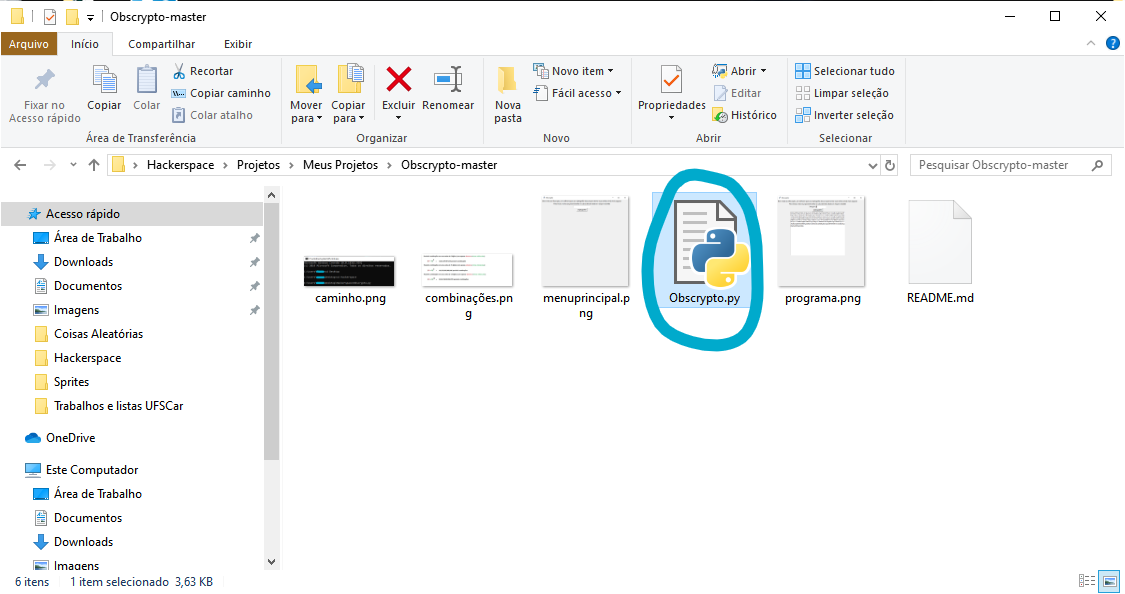 Obscrypto-master
Arquivo Início Compartilhar Exibir
Fixar no Acesso rápido
Copiar
Colar
Recortar
Copiar caminho
Colar atalho
Área de Transferência
Mover para
Copiar para
Excluir
Renomear
Organizar
Nova pasta
Novo item
Fácil acesso
Novo
Propriedades
Abrir
Editar
Histórico
Abrir
Selecionar tudo
Limpar seleção
Inverter seleção
Selecionar
Hackerspace > Projetos > Meus Projetos > Obscrypto-master
Pesquisar Obscrypto-master
Acesso rápido
Área de Trabalho
Downloads
Documentos
Imagens
Coisas Aleatórias
Hackerspace
Sprites
Trabalhos e listas UFSCar
OneDrive
Este Computador
Área de Trabalho
Documentos
Downloads
Imagens
caminho.png
combinações.pn
g
menuprincipal.p
ng
Obscrypto.py
programa.png
README.md
6 itens 1 item selecionado 3,63 KB